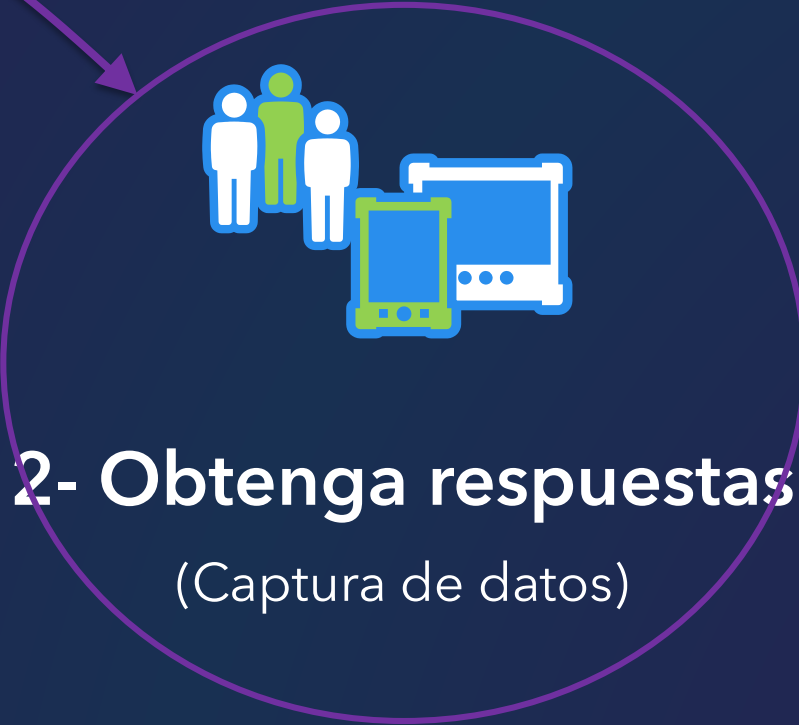 2- Obtenga respuestas
(Captura de datos)